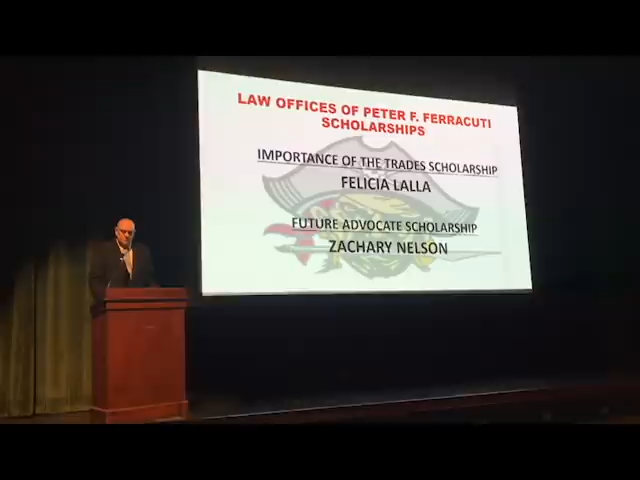 LAW OFFICES OF PETER F. FERRACUTI
SCHOLARSHIPS
IMPORTANCE OF THE TRADES SCHOLARSHIP
FELICIA LALLA
FUTURE ADVOCATE SCHOLARSHIP
ZACHARY NELSON